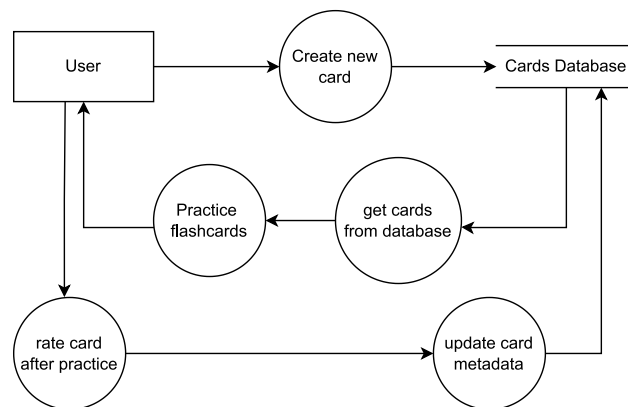 User
Create new
card
Cards Database
Practice
flashcards
get cards
from database
rate card
after practice
update card
metadata